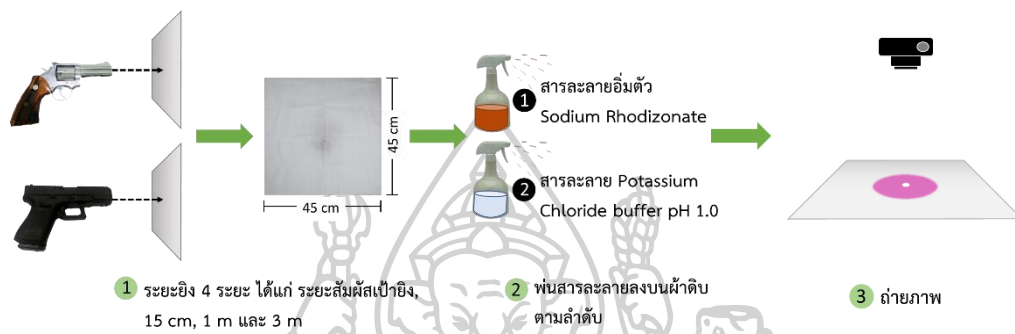 1 สารละลายอิ่มตัว
Sodium Rhodizonate
45 cm
45 cm
2 สารละลาย Potassium
Chloride buffer pH 1.0
1 ระยะยิง 4 ระยะ ได้แก่ ระยะสัมผัสเป้ายิง,
15 cm, 1 m และ 3 m
2 พ่นสารละลายลงบนผ้าดิบ
ตามลำดับ
3 ถ่ายภาพ